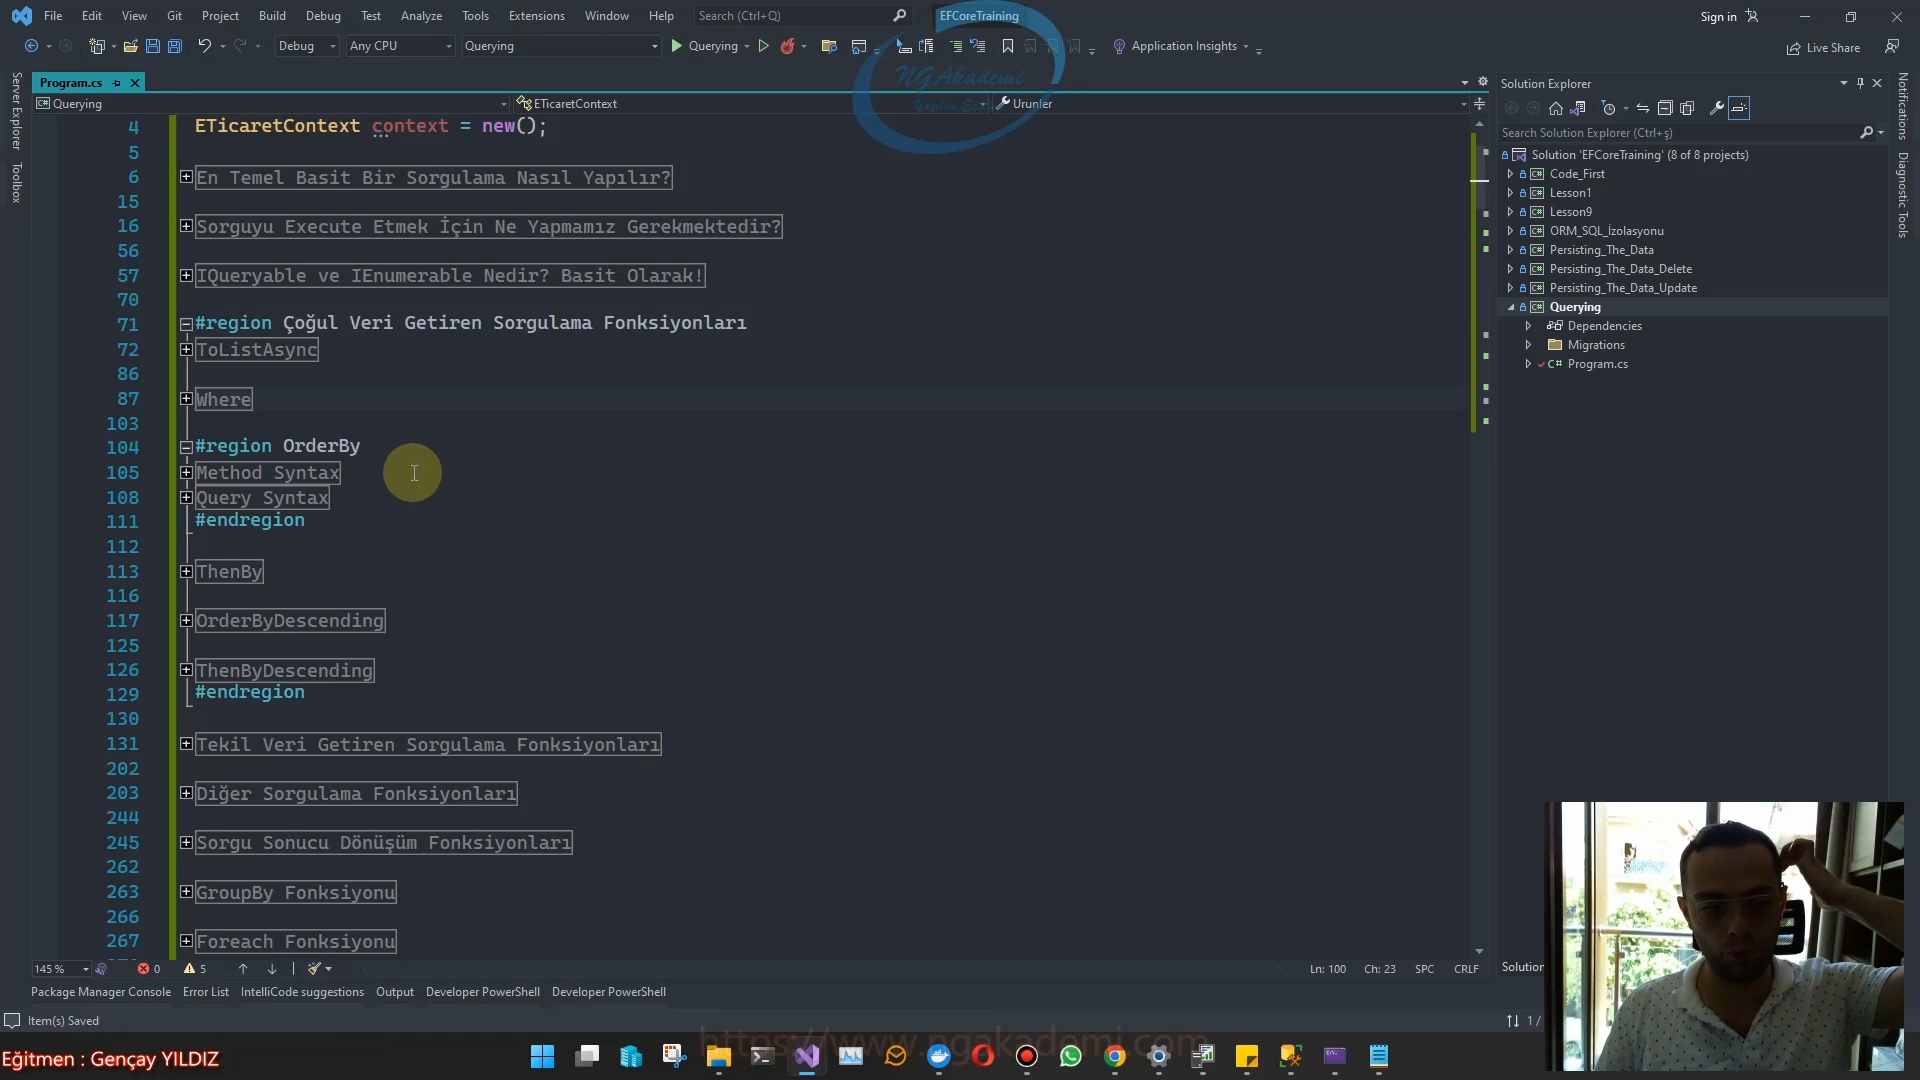 File Edit View Git Project Build Debug Test Analyze Tools Extensions Window Help Search (Ctrl+Q) EFCoreTraining Sign in
Debug Any CPU Querying Querying Application Insights Live Share
Server Explorer
Toolbox
Program.cs
Querying ETicaretContext Urunler
NGAkademi
4 ETicaretContext context = new();
5
6 En Temel Basit Bir Sorgulama Nasıl Yapılır?
15
16 Sorguyu Execute Etmek İçin Ne Yapmamız Gerekmektedir?
56
57 IQueryable ve IEnumerable Nedir? Basit Olarak!
70
71 #region Çoğul Veri Getiren Sorgulama Fonksiyonları
72 ToListAsync
86
87 Where
103
104 #region OrderBy
105 Method Syntax
108 Query Syntax
111 #endregion
112
113 ThenBy
116
117 OrderByDescending
125
126 ThenByDescending
129 #endregion
130
131 Tekil Veri Getiren Sorgulama Fonksiyonları
202
203 Diğer Sorgulama Fonksiyonları
244
245 Sorgu Sonucu Dönüşüm Fonksiyonları
262
263 GroupBy Fonksiyonu
266
267 Foreach Fonksiyonu
145 % 0 5 Ln: 100 Ch: 23 SPC CRLF
Solution Explorer
Search Solution Explorer (Ctrl+ş)
Solution 'EFCoreTraining' (8 of 8 projects)
Code_First
Lesson1
Lesson9
ORM_SQL_İzolasyonu
Persisting_The_Data
Persisting_The_Data_Delete
Persisting_The_Data_Update
Querying
Dependencies
Migrations
Program.cs
Notifications
Diagnostic Tools
Solution
Package Manager Console Error List IntelliCode suggestions Output Developer PowerShell Developer PowerShell
Item(s) Saved 1 /
https://www.ngakademi.com
Eğitmen : Gençay YILDIZ